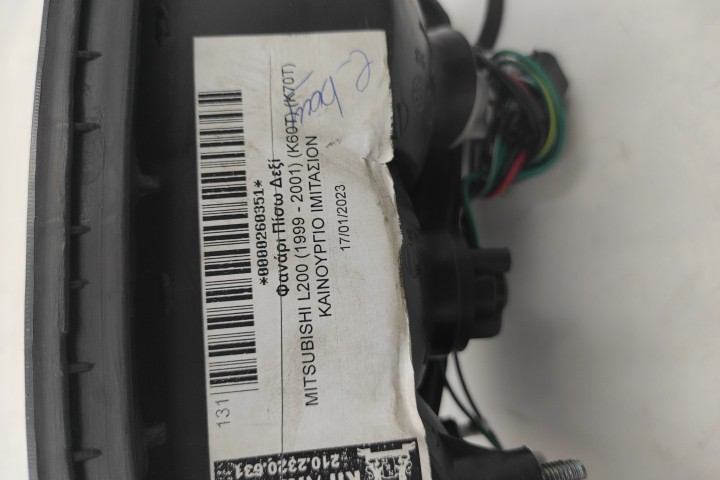 131
*0000260351*
Φανάρι Πίσω Δεξί
MITSUBISHI L200 (1999 - 2001) (K60T) (K70T)
ΚΑΙΝΟΥΡΓΙΟ ΙΜΙΤΑΣΙΟΝ
17/01/2023
e-bay
210.2320.631